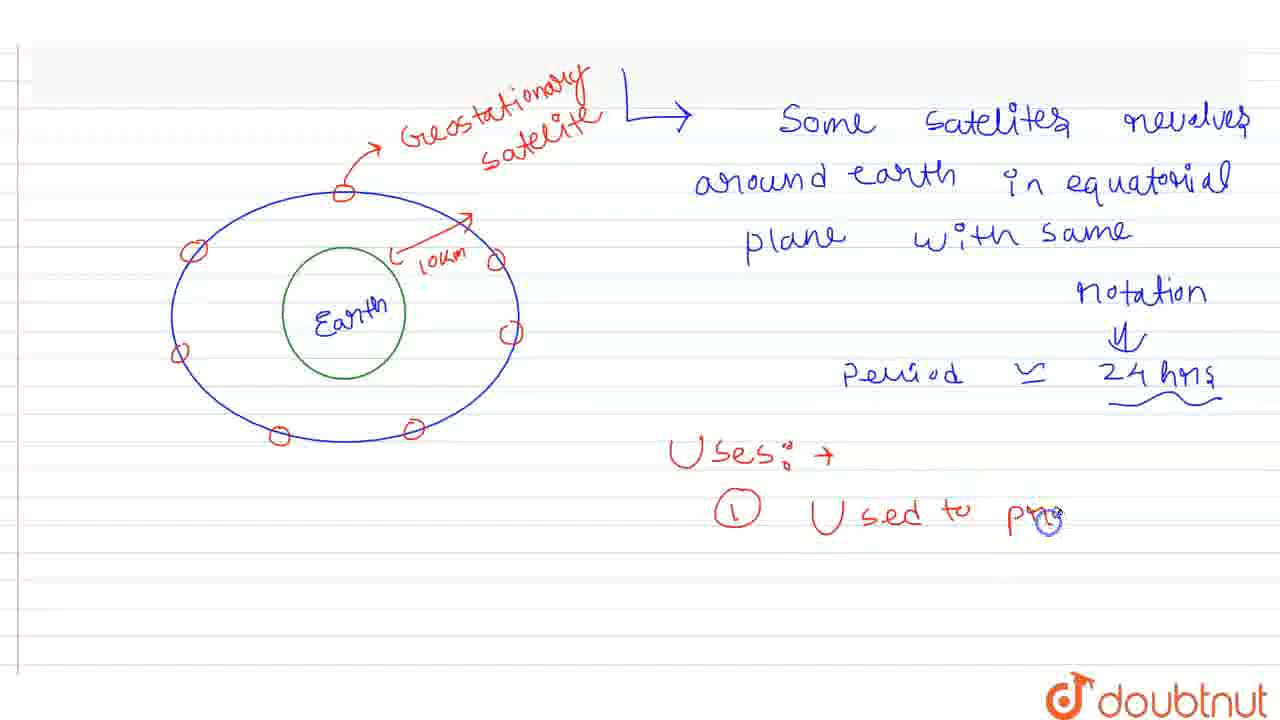 Geostationary
satelite
Some satelites revolves
around earth in equatorial
plane with same
rotation
Period ≃ 24 hrs
10km
Earth
Uses: →
① Used to pr
doubtnut